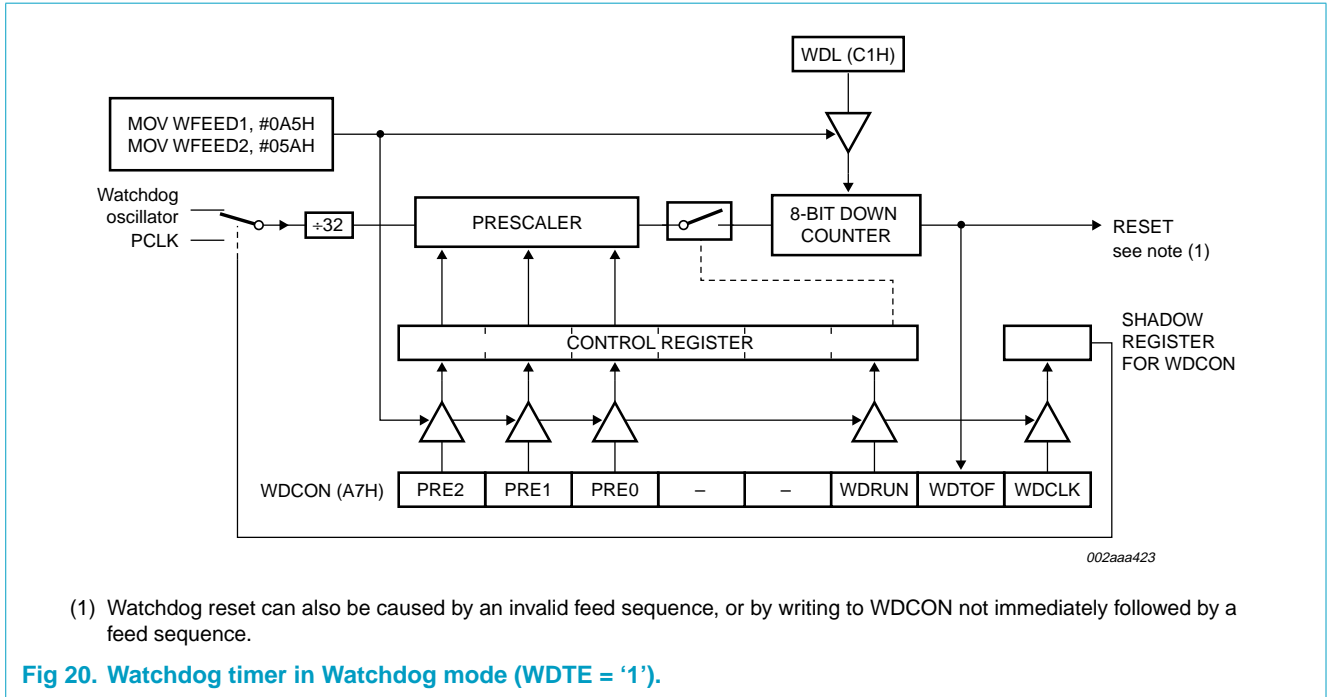 WDL (C1H)
MOV WFEED1, #0A5H
MOV WFEED2, #05AH
Watchdog
oscillator
PCLK
÷32
PRESCALER
8-BIT DOWN
COUNTER
RESET
see note (1)
CONTROL REGISTER
SHADOW
REGISTER
FOR WDCON
WDCON (A7H)
PRE2
PRE1
PRE0
–
–
WDRUN
WDTOF
WDCLK
002aaa423
(1) Watchdog reset can also be caused by an invalid feed sequence, or by writing to WDCON not immediately followed by a
feed sequence.
Fig 20. Watchdog timer in Watchdog mode (WDTE = ‘1’).